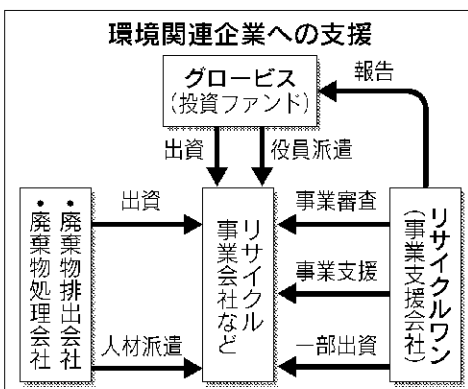 環境関連企業への支援
グロービス
（投資ファンド）
報告
出資
役員派遣
・廃棄物排出会社
・廃棄物処理会社
出資
人材派遣
リサイクル
事業会社など
事業審査
事業支援
一部出資
リサイクルワン
（事業支援会社）